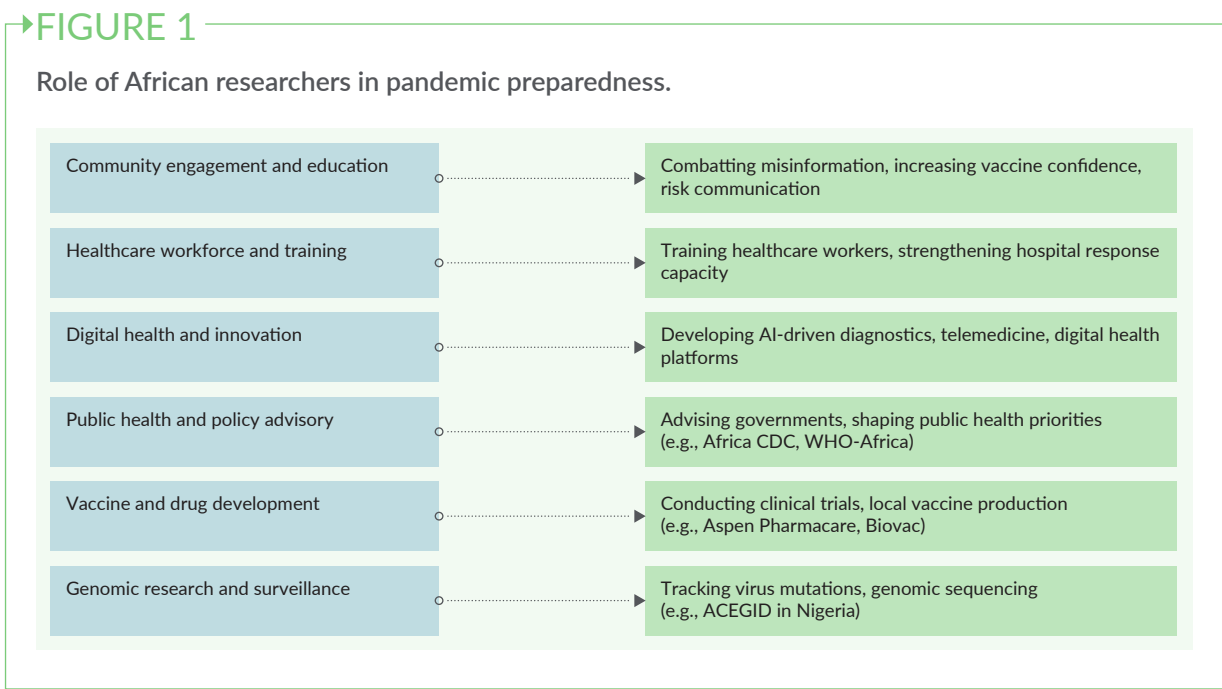 FIGURE 1
Role of African researchers in pandemic preparedness.
Community engagement and education
Combatting misinformation, increasing vaccine confidence,
risk communication
Healthcare workforce and training
Training healthcare workers, strengthening hospital response
capacity
Digital health and innovation
Developing AI-driven diagnostics, telemedicine, digital health
platforms
Public health and policy advisory
Advising governments, shaping public health priorities
(e.g., Africa CDC, WHO-Africa)
Vaccine and drug development
Conducting clinical trials, local vaccine production
(e.g., Aspen Pharmacare, Biovac)
Genomic research and surveillance
Tracking virus mutations, genomic sequencing
(e.g., ACEGID in Nigeria)